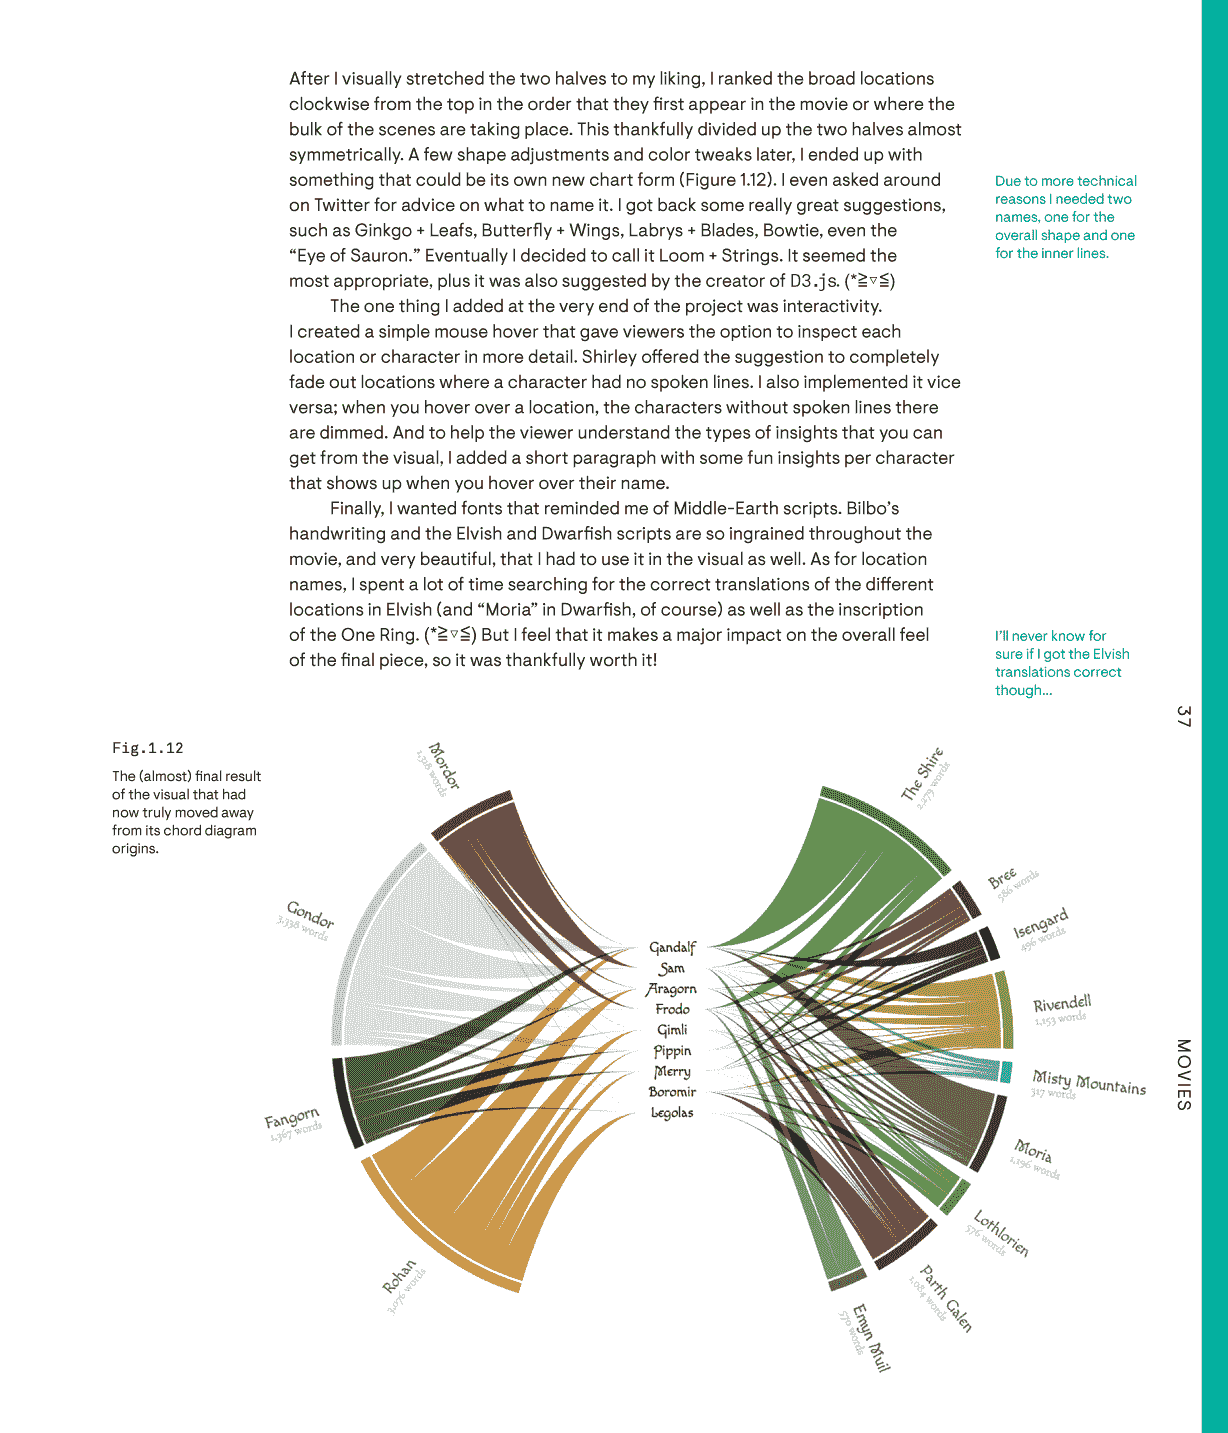 After I visually stretched the two halves to my liking, I ranked the broad locations
clockwise from the top in the order that they first appear in the movie or where the
bulk of the scenes are taking place. This thankfully divided up the two halves almost
symmetrically. A few shape adjustments and color tweaks later, I ended up with
something that could be its own new chart form (Figure 1.12). I even asked around
on Twitter for advice on what to name it. I got back some really great suggestions,
such as Ginkgo + Leafs, Butterfly + Wings, Labrys + Blades, Bowtie, even the
“Eye of Sauron.” Eventually I decided to call it Loom + Strings. It seemed the
most appropriate, plus it was also suggested by the creator of D3.js. (*≧▽≦)
The one thing I added at the very end of the project was interactivity.
I created a simple mouse hover that gave viewers the option to inspect each
location or character in more detail. Shirley offered the suggestion to completely
fade out locations where a character had no spoken lines. I also implemented it vice
versa; when you hover over a location, the characters without spoken lines there
are dimmed. And to help the viewer understand the types of insights that you can
get from the visual, I added a short paragraph with some fun insights per character
that shows up when you hover over their name.
Finally, I wanted fonts that reminded me of Middle-Earth scripts. Bilbo’s
handwriting and the Elvish and Dwarfish scripts are so ingrained throughout the
movie, and very beautiful, that I had to use it in the visual as well. As for location
names, I spent a lot of time searching for the correct translations of the different
locations in Elvish (and “Moria” in Dwarfish, of course) as well as the inscription
of the One Ring. (*≧▽≦) But I feel that it makes a major impact on the overall feel
of the final piece, so it was thankfully worth it!
Due to more technical
reasons I needed two
names, one for the
overall shape and one
for the inner lines.
I’ll never know for
sure if I got the Elvish
translations correct
though...
37
MOVIES
Fig.1.12
The (almost) final result
of the visual that had
now truly moved away
from its chord diagram
origins.
Mordor
1,328 words
Gondor
3,338 words
Fangorn
1,367 words
Rohan
3,076 words
Gandalf
Sam
Aragorn
Frodo
Gimli
Pippin
Merry
Boromir
Legolas
The Shire
2,279 words
Bree
586 words
Isengard
496 words
Rivendell
1,153 words
Misty Mountains
317 words
Moria
1,196 words
Lothlorien
576 words
Parth Galen
1,084 words
Emyn Muil
570 words